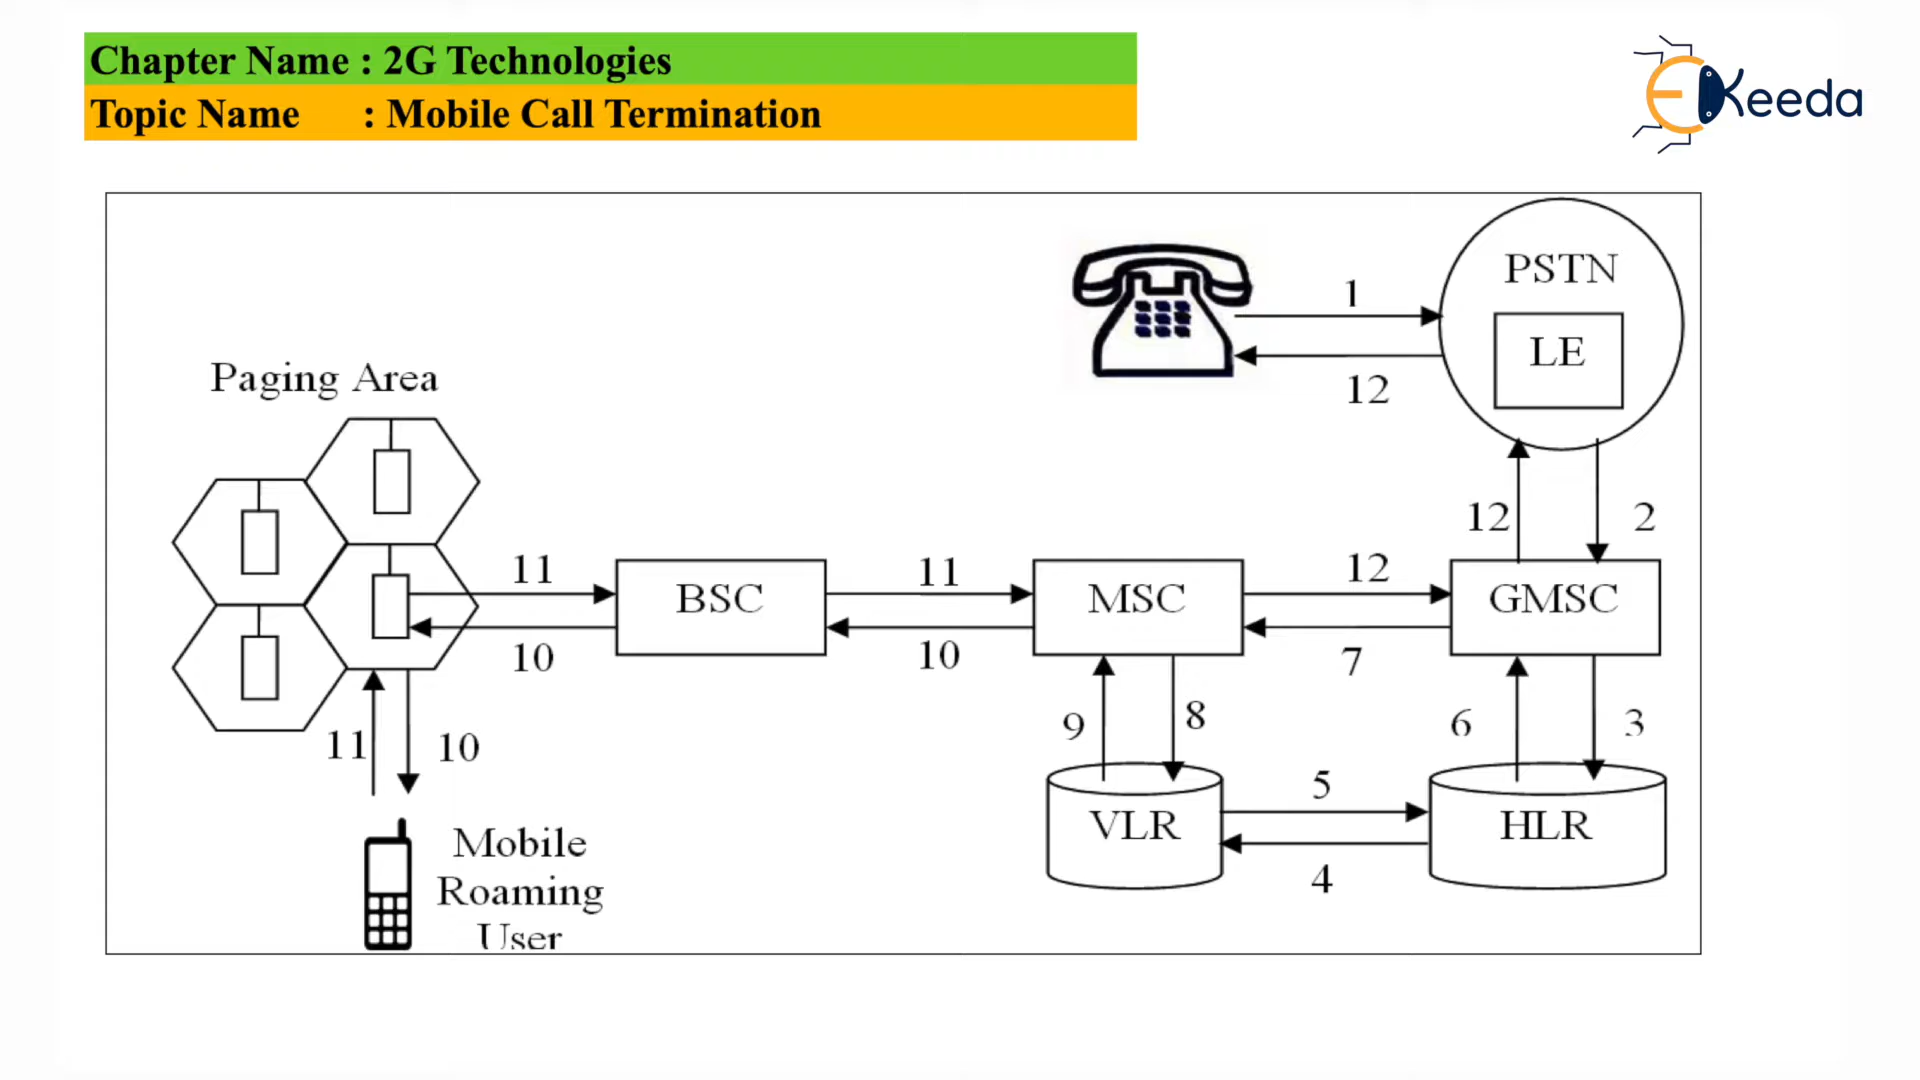 Chapter Name : 2G Technologies
Topic Name : Mobile Call Termination
EKeeda
PSTN
LE
1
12
Paging Area
12
2
11
BSC
11
MSC
12
GMSC
10
10
7
11
10
9
8
6
3
VLR
5
HLR
4
Mobile
Roaming
User